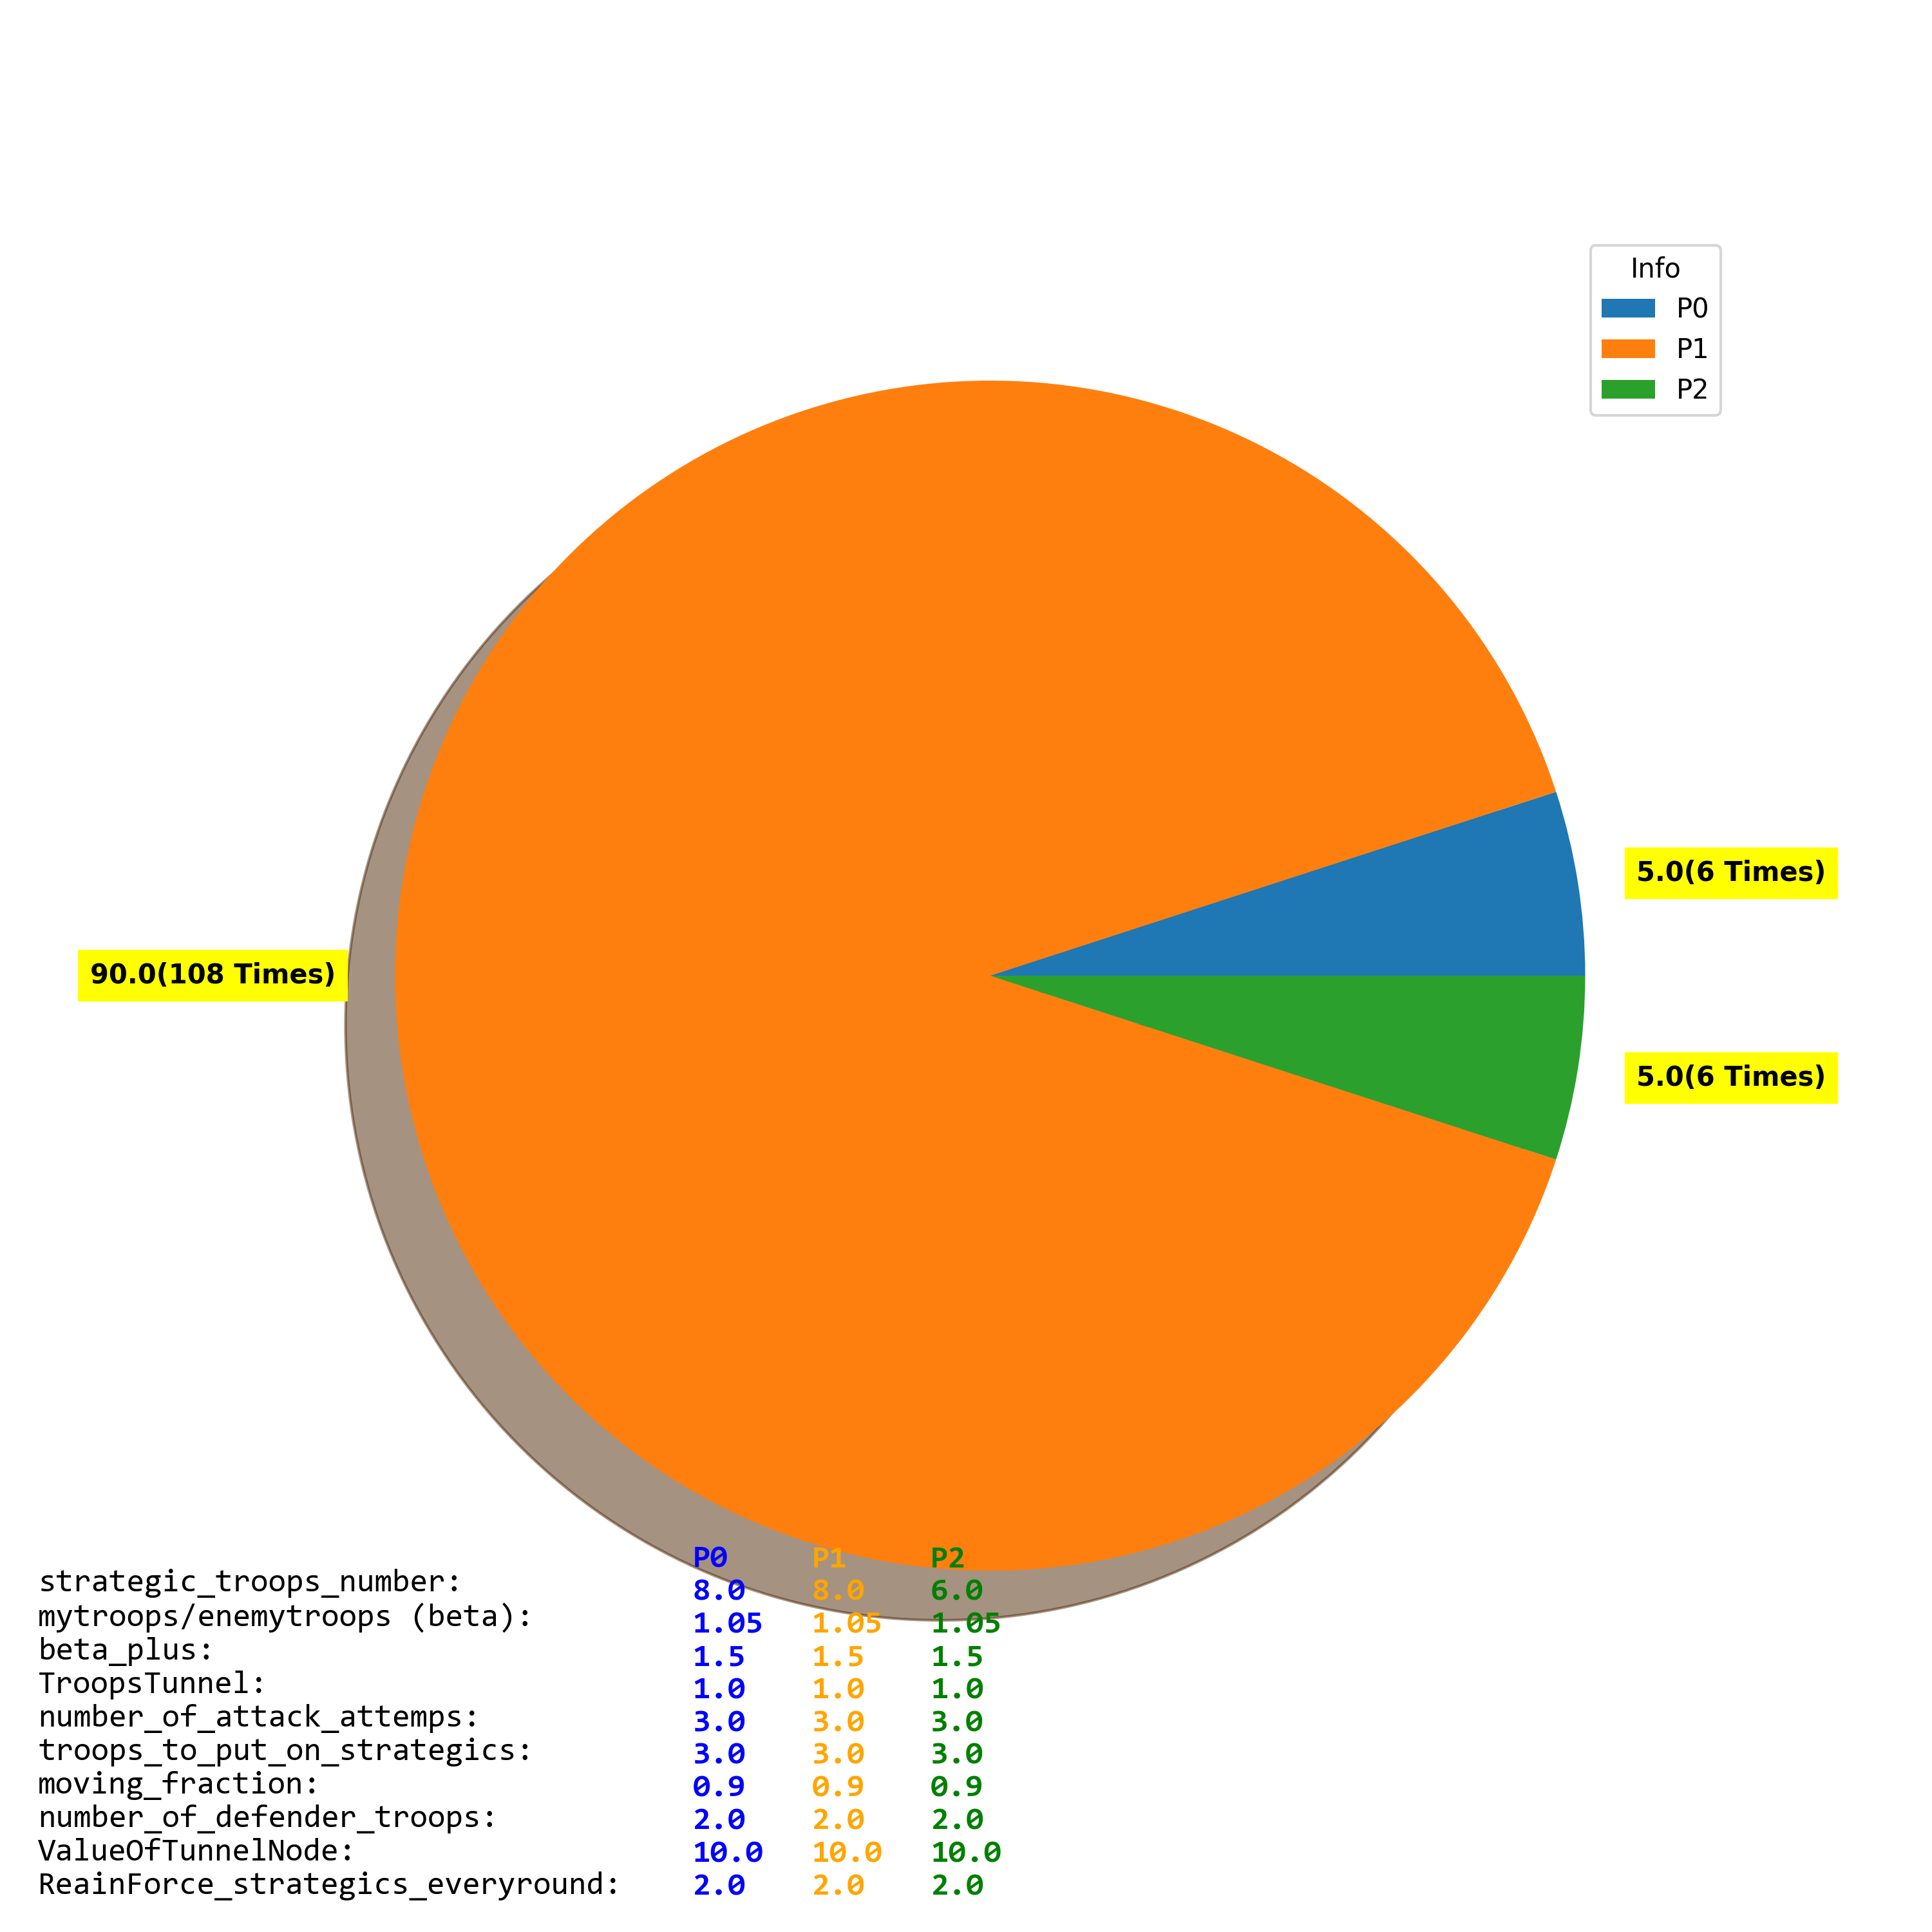 Info
P0
P1
P2
5.0(6 Times)
90.0(108 Times)
5.0(6 Times)
P0 P1 P2
strategic_troops_number: 8.0 8.0 6.0
mytroops/enemytroops (beta): 1.05 1.05 1.05
beta_plus: 1.5 1.5 1.5
TroopsTunnel: 1.0 1.0 1.0
number_of_attack_attemps: 3.0 3.0 3.0
troops_to_put_on_strategics: 3.0 3.0 3.0
moving_fraction: 0.9 0.9 0.9
number_of_defender_troops: 2.0 2.0 2.0
ValueOfTunnelNode: 10.0 10.0 10.0
ReainForce_strategics_everyround: 2.0 2.0 2.0